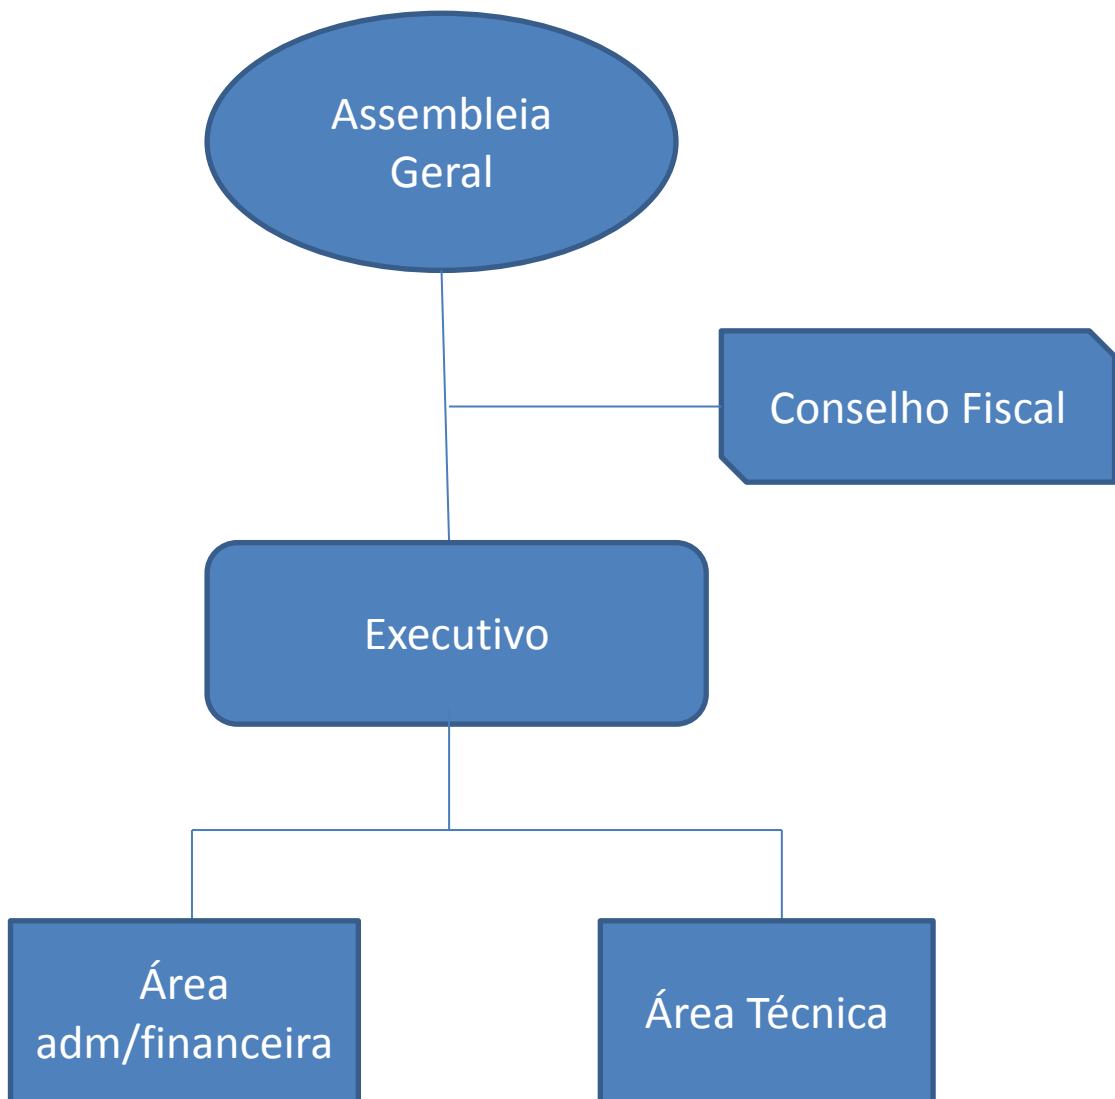 Assembleia
Geral
Conselho Fiscal
Executivo
Área
adm/financeira
Área Técnica